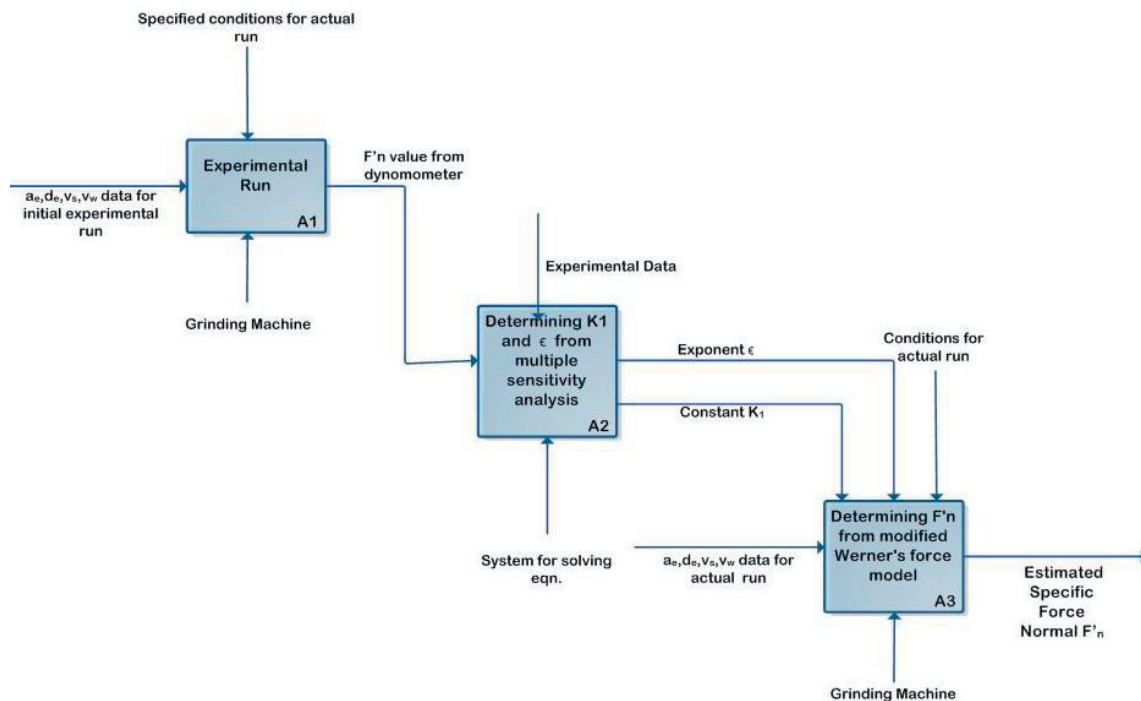 Specified conditions for actual
run
Experimental
Run
A1
F'n value from
dynomometer
aₑ,dₑ,vₛ,v_w data for
initial experimental
run
Grinding Machine
Experimental Data
Determining K1
and ϵ from
multiple
sensitivity
analysis
A2
Exponent ϵ
Constant K₁
Conditions for
actual run
System for solving
eqn.
aₑ,dₑ,vₛ,v_w data for
actual run
Determining F'n
from modified
Werner's force
model
A3
Estimated
Specific
Force
Normal F'ₙ
Grinding Machine